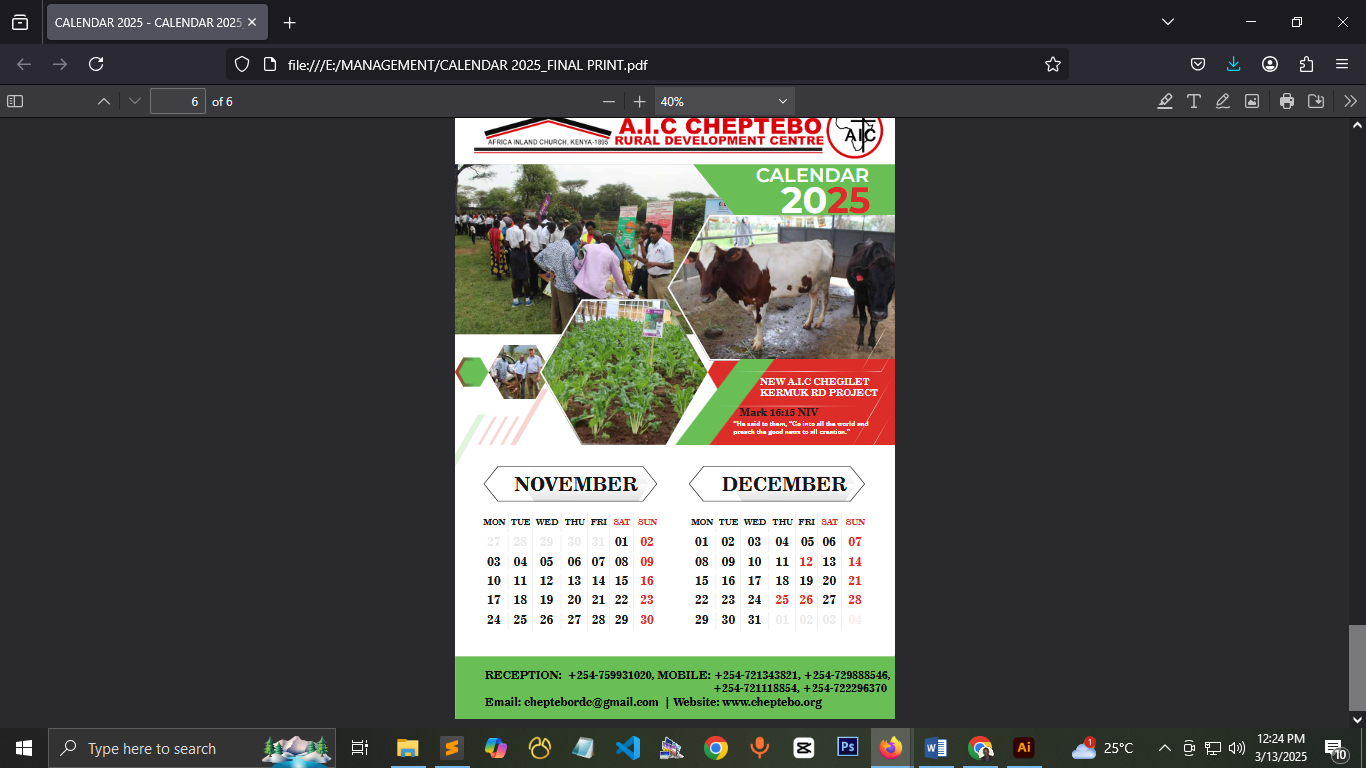 CALENDAR 2025 - CALENDAR 2025
file:///E:/MANAGEMENT/CALENDAR 2025_FINAL PRINT.pdf
6 of 6
40%
A.I.C CHEPTEBO
AFRICA INLAND CHURCH, KENYA-1895 RURAL DEVELOPMENT CENTRE
AIC
CALENDAR
2025
NEW A.I.C CHEGILET
KERMUK RD PROJECT
Mark 16:15 NIV
"He said to them, "Go into all the world and
preach the good news to all creation."
NOVEMBER
MON TUE WED THU FRI SAT SUN
27 28 29 30 31 01 02
03 04 05 06 07 08 09
10 11 12 13 14 15 16
17 18 19 20 21 22 23
24 25 26 27 28 29 30
DECEMBER
MON TUE WED THU FRI SAT SUN
01 02 03 04 05 06 07
08 09 10 11 12 13 14
15 16 17 18 19 20 21
22 23 24 25 26 27 28
29 30 31 01 02 03 04
RECEPTION: +254-759931020, MOBILE: +254-721343821, +254-729888546,
+254-721118854, +254-722296370
Email: chepteborde@gmail.com | Website: www.cheptebo.org
Type here to search
Ps
Ai
1
25°C
12:24 PM
3/13/2025
10